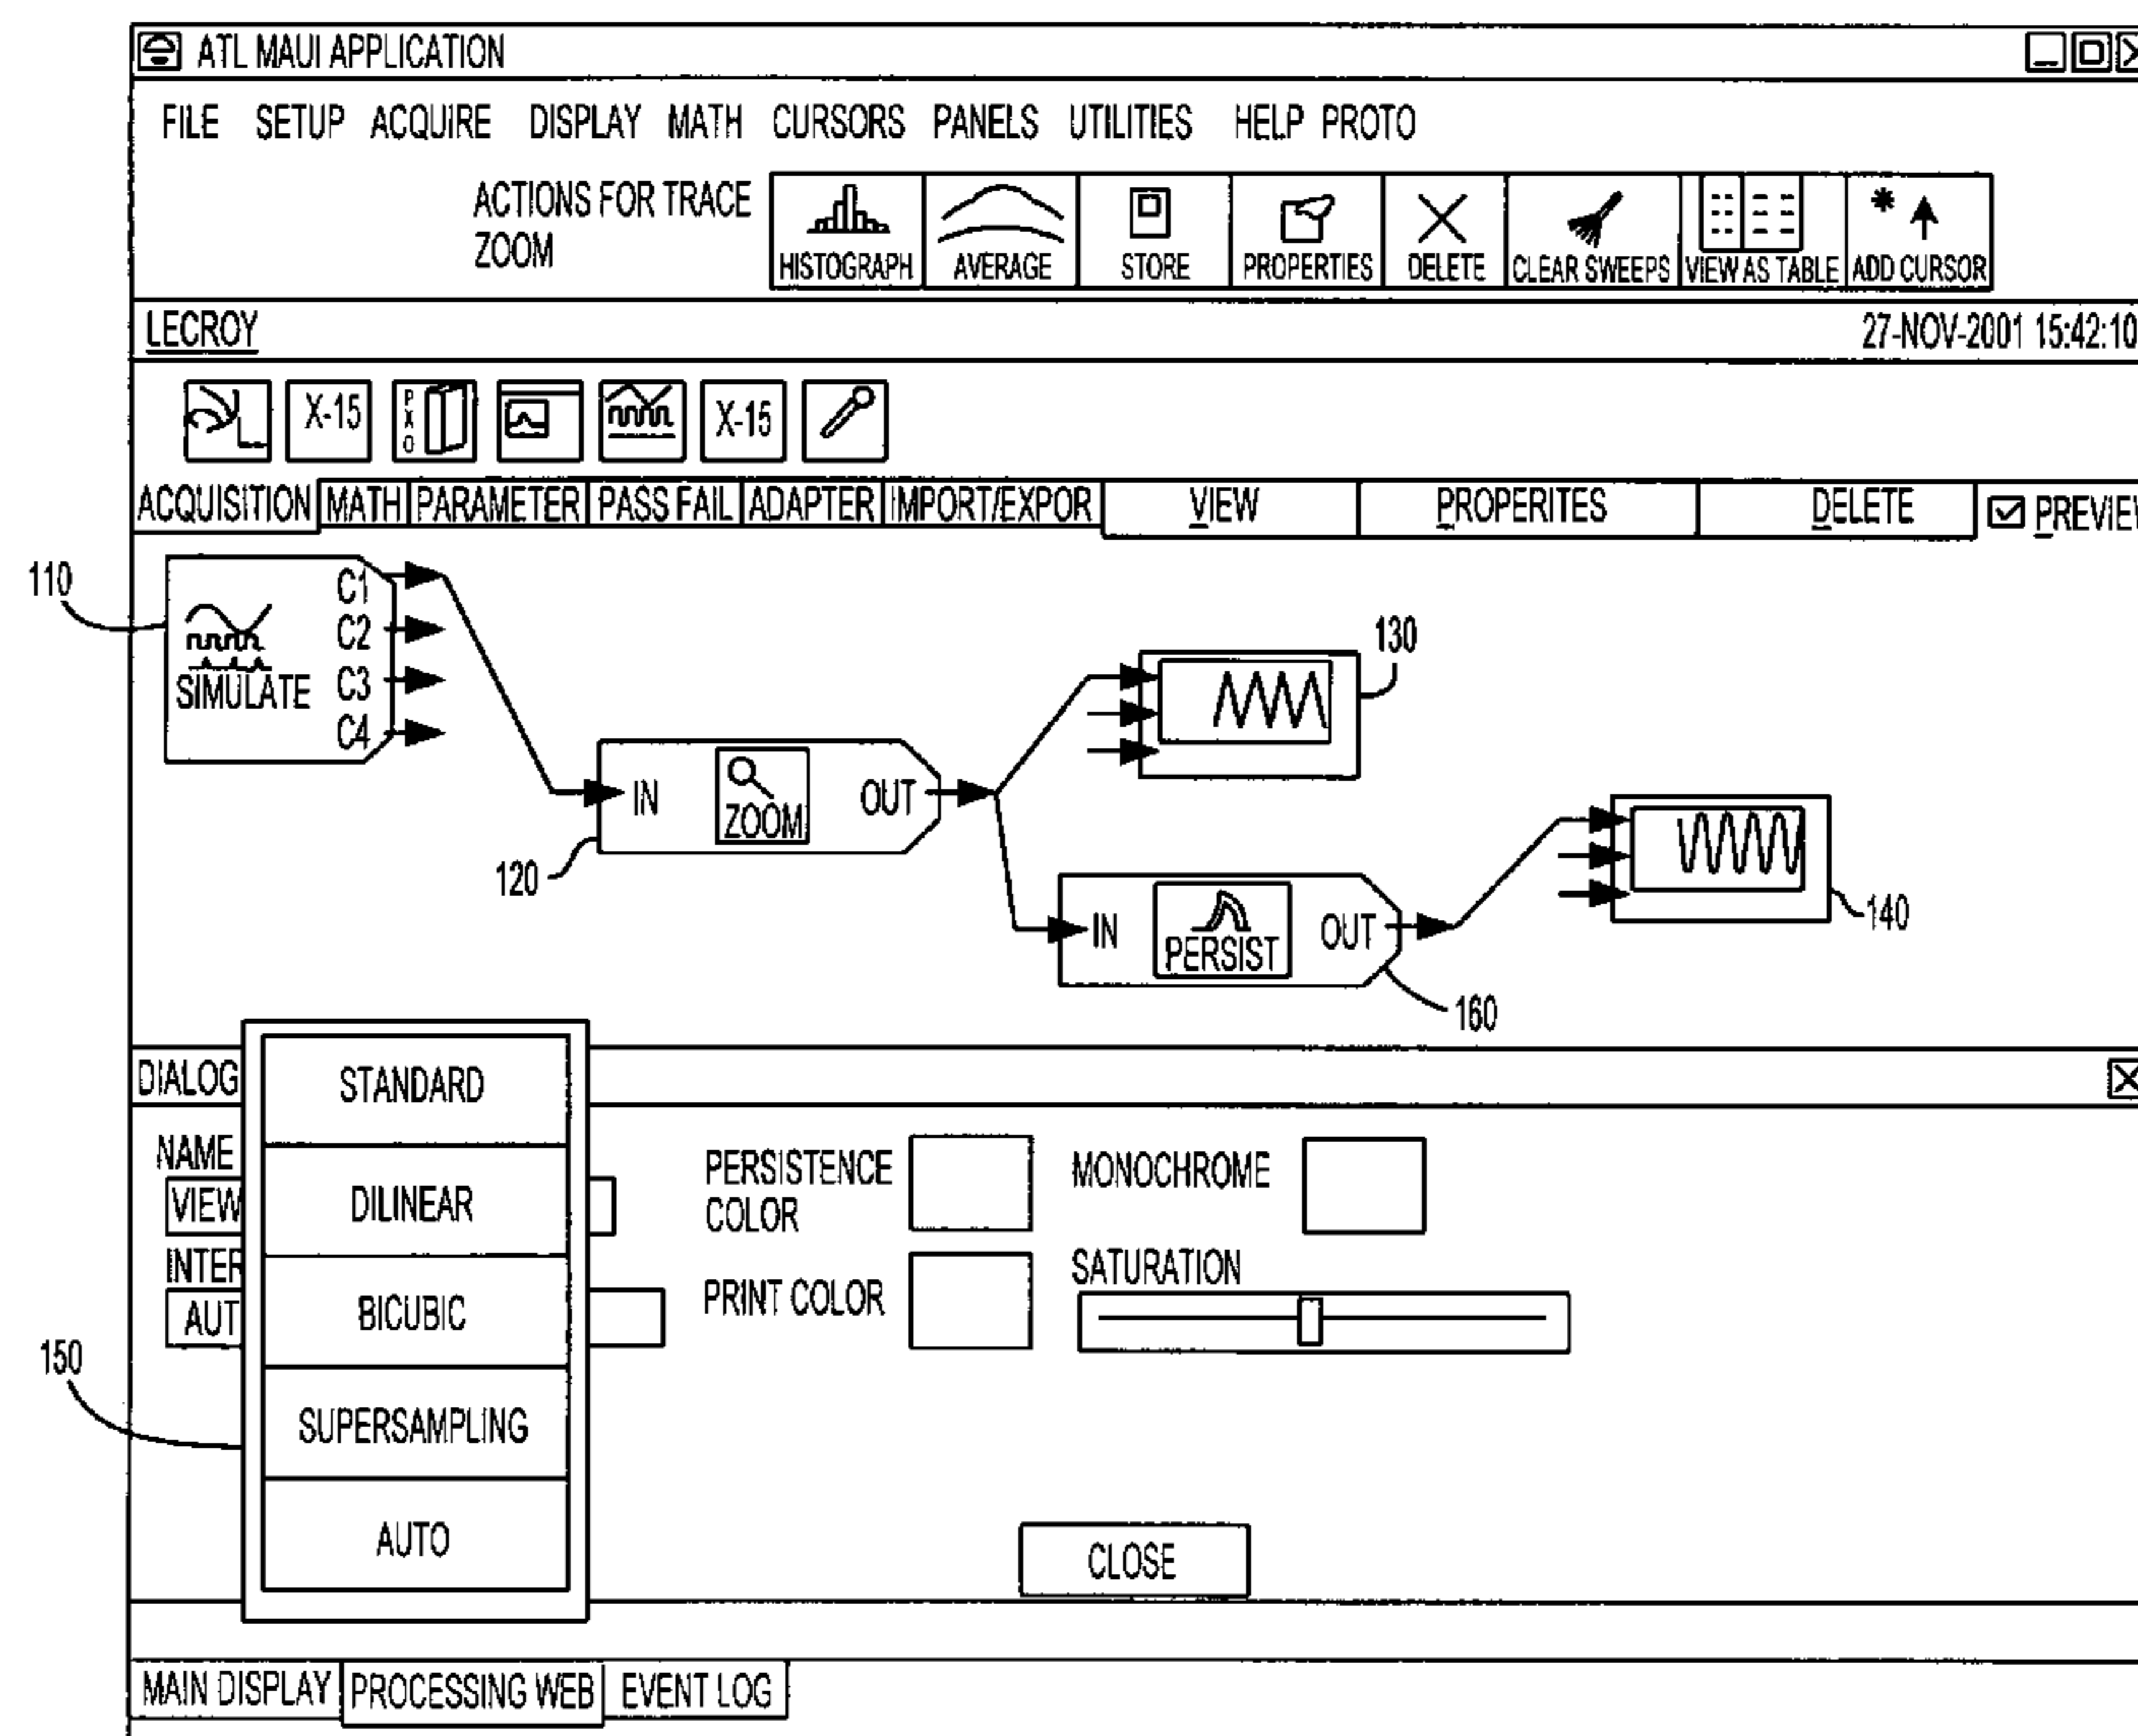 ATL MAUI APPLICATION
FILE SETUP ACQUIRE DISPLAY MATH CURSORS PANELS UTILITIES HELP PROTO
ACTIONS FOR TRACE
ZOOM
HISTOGRAPH AVERAGE STORE PROPERTIES DELETE CLEAR SWEEPS VIEW AS TABLE ADD CURSOR
LECROY 27-NOV-2001 15:42:10
X-15 PXO X-15
ACQUISITION MATH PARAMETER PASS FAIL ADAPTER IMPORT/EXPOR VIEW PROPERITES DELETE PREVIEW
110
C1
C2
SIMULATE C3
C4
130
IN ZOOM OUT
120
140
IN PERSIST OUT
160
DIALOG
STANDARD
NAME
VIEW
DILINEAR
PERSISTENCE
COLOR
MONOCHROME
INTER
AUT
BICUBIC
PRINT COLOR
SATURATION
150
SUPERSAMPLING
AUTO
CLOSE
MAIN DISPLAY PROCESSING WEB EVENT LOG